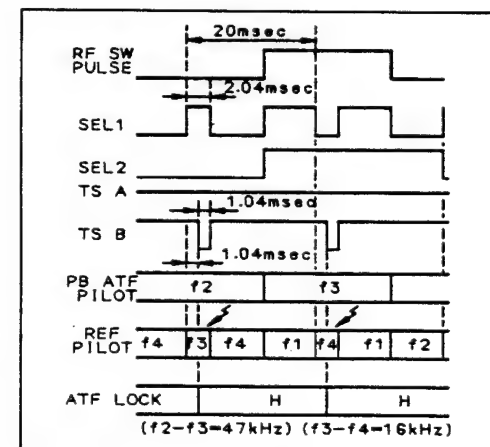 20msec
RF SW
PULSE
2.04msec
SEL1
SEL2
TS A
1.04msec
TS B
1.04msec
PB ATF
PILOT
f2 f3
REF
PILOT
f4 f3 f4 f1 f4 f1 f2
ATF LOCK H H
(f2-f3=47kHz) (f3-f4=16kHz)